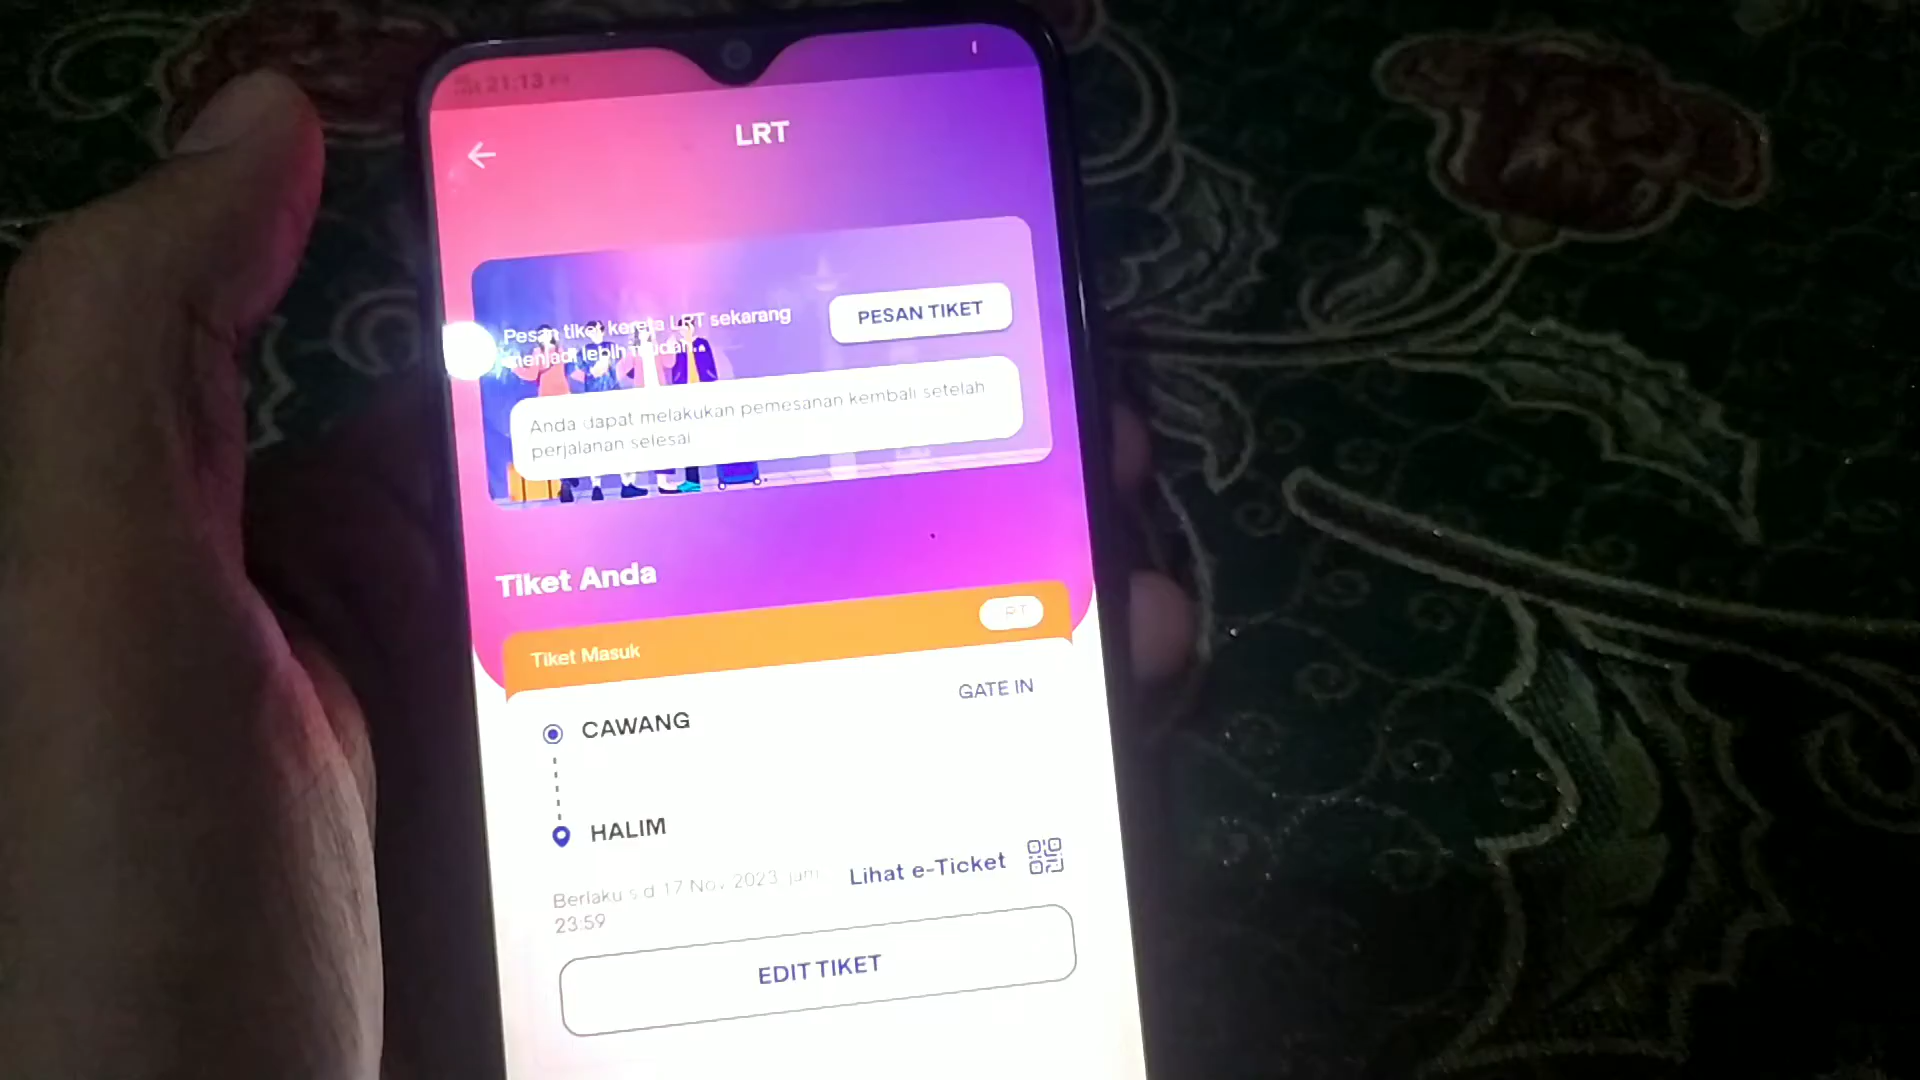 21:13
LRT
Pesan tiket kereta LRT sekarang
menjadi lebih mudah..
PESAN TIKET
Anda dapat melakukan pemesanan kembali setelah
perjalanan selesai
Tiket Anda
Tiket Masuk
LRT
GATE IN
CAWANG
HALIM
Berlaku s.d 17 Nov 2023 jam
23:59
Lihat e-Ticket
EDIT TIKET